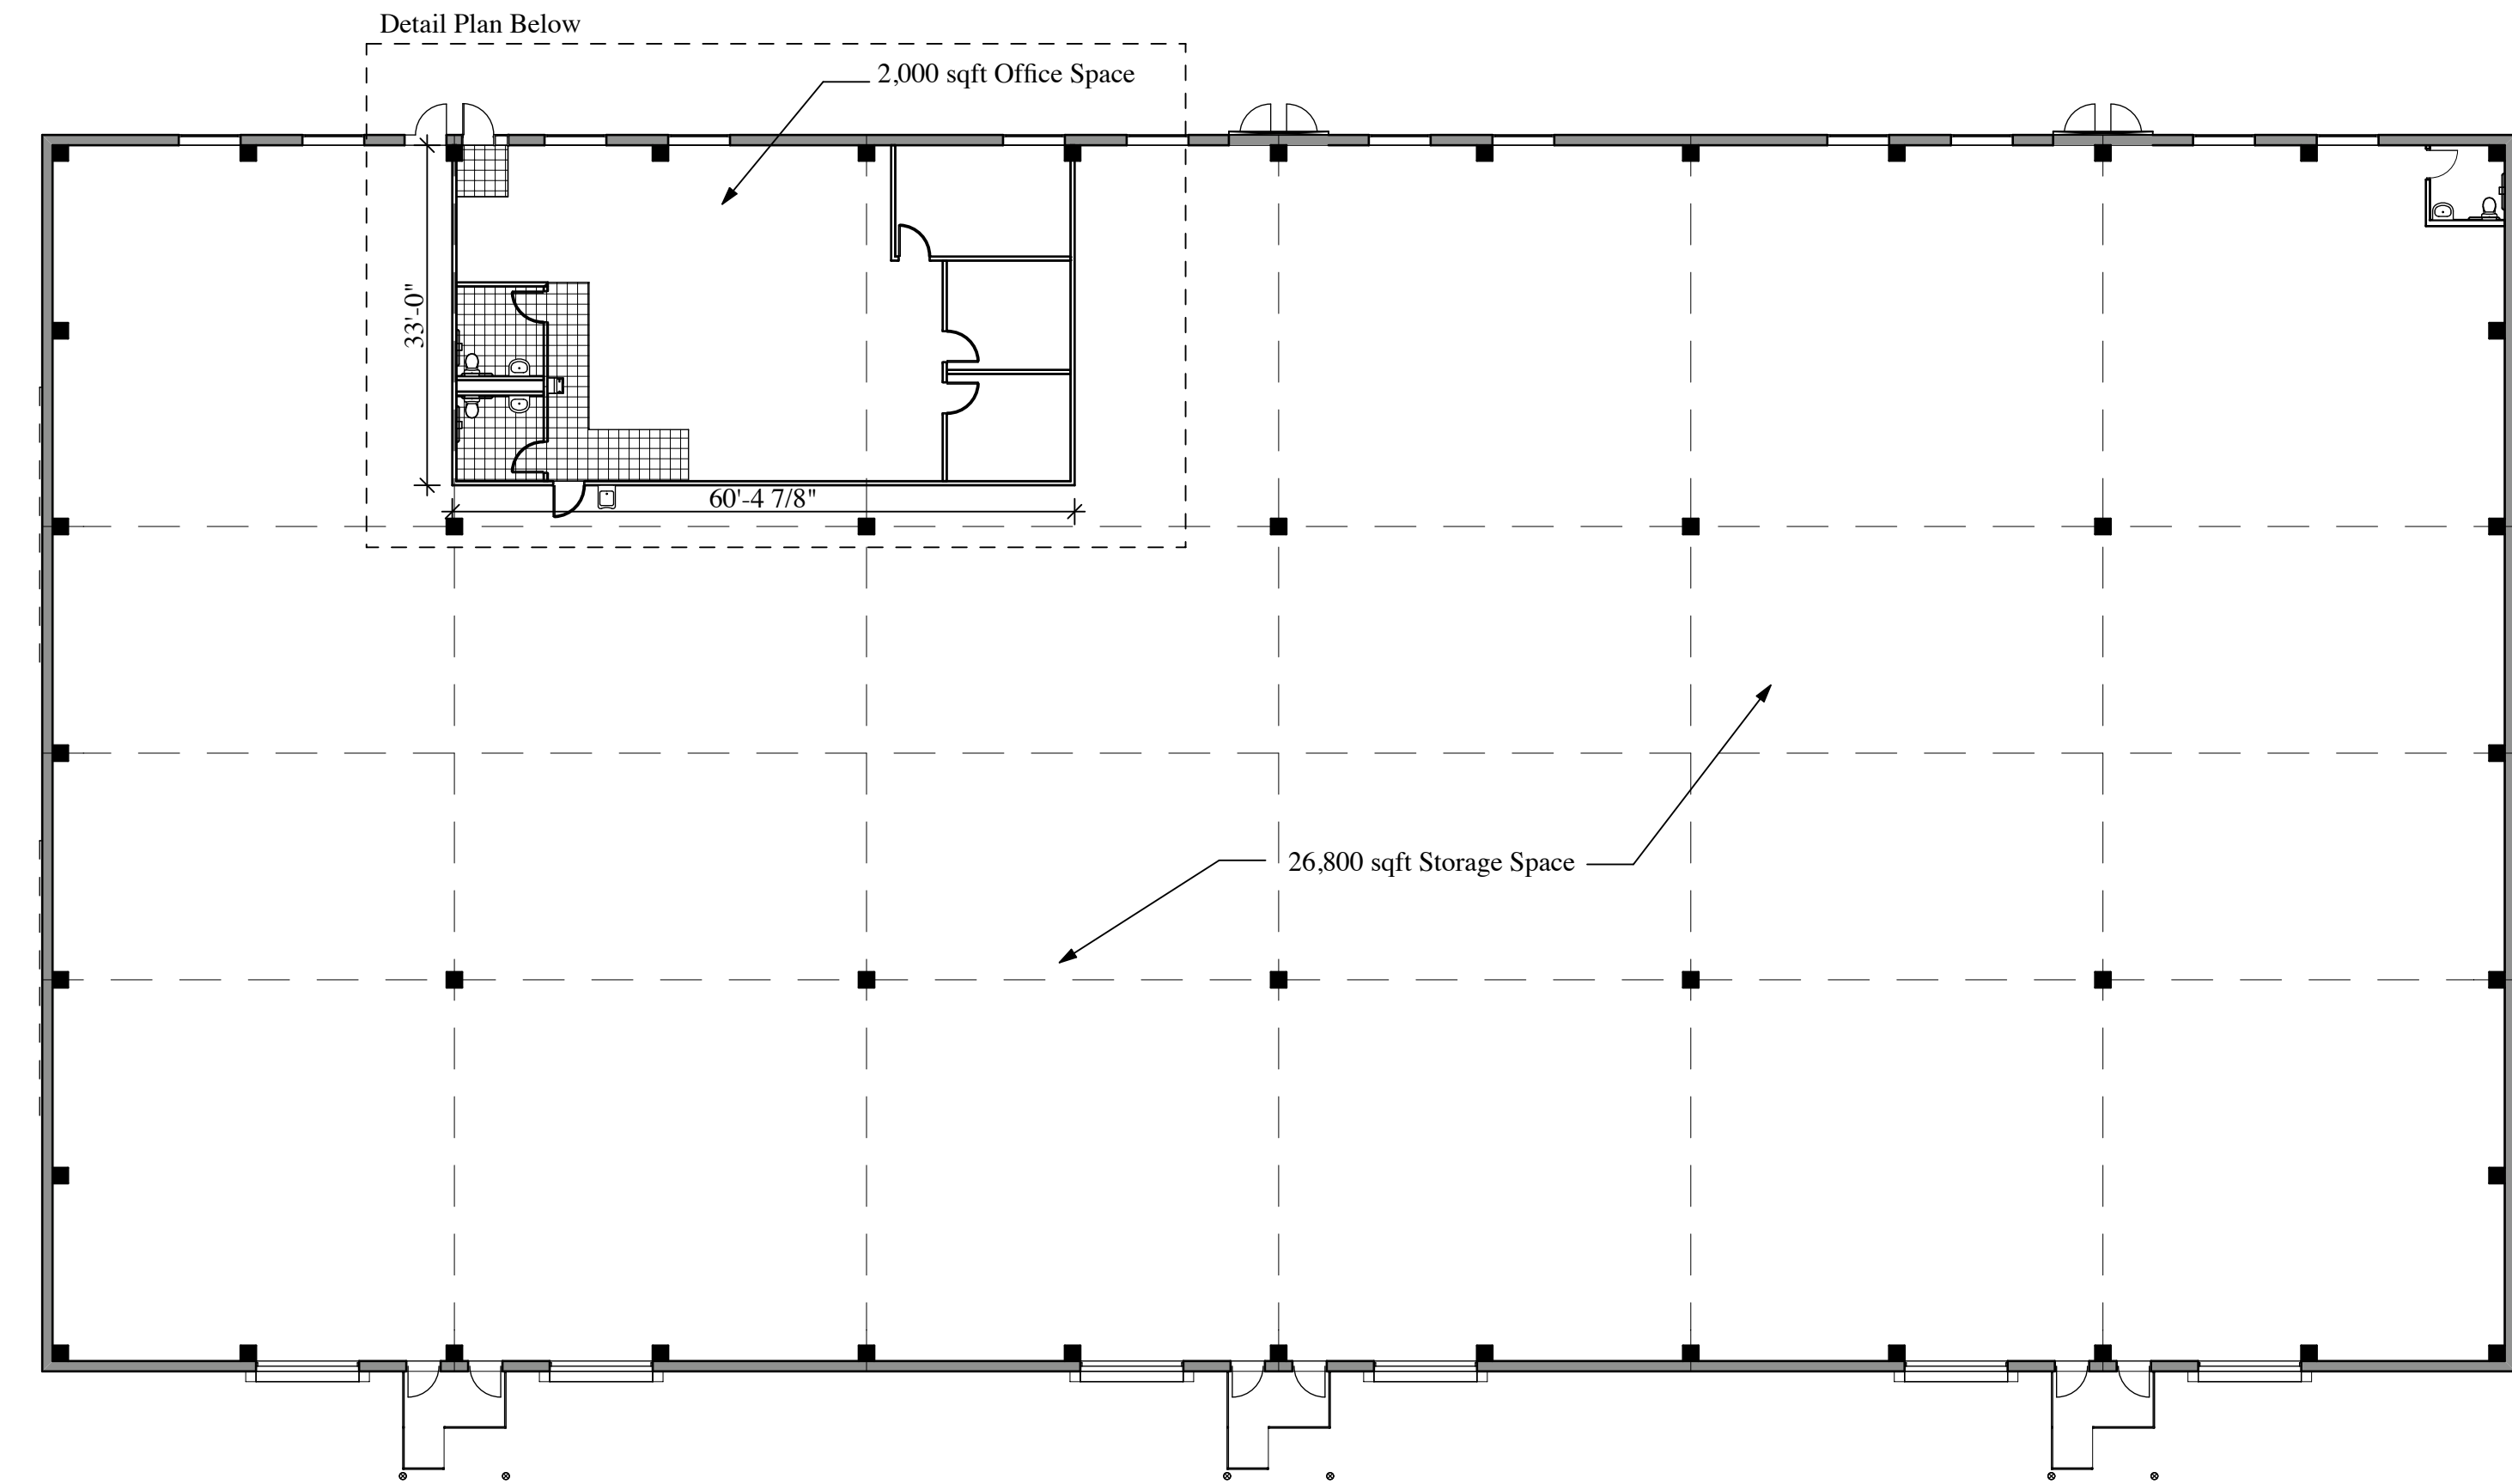 Detail Plan Below
2,000 sqft Office Space
33'-0"
60'-4 7/8"
26,800 sqft Storage Space